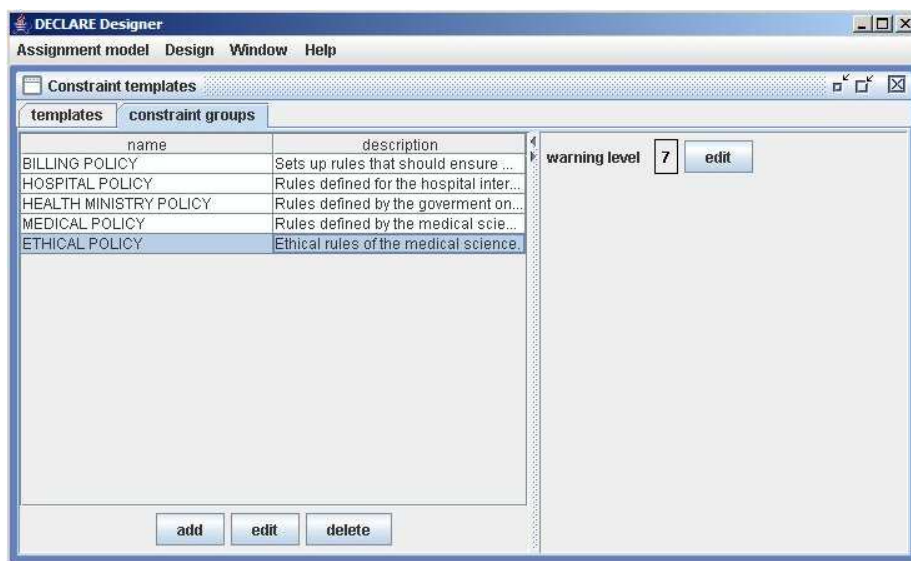 DECLARE Designer
Assignment model Design Window Help
Constraint templates
templates constraint groups
name description
BILLING POLICY Sets up rules that should ensure ...
HOSPITAL POLICY Rules defined for the hospital inter...
HEALTH MINISTRY POLICY Rules defined by the goverment on...
MEDICAL POLICY Rules defined by the medical scie...
ETHICAL POLICY Ethical rules of the medical science.
warning level 7 edit
add edit delete